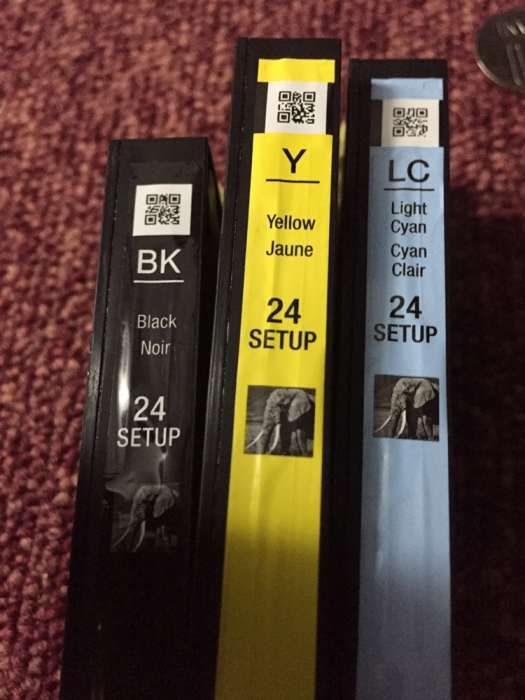 BK
Black
Noir
24
SETUP
Y
Yellow
Jaune
24
SETUP
LC
Light
Cyan
Cyan
Clair
24
SETUP